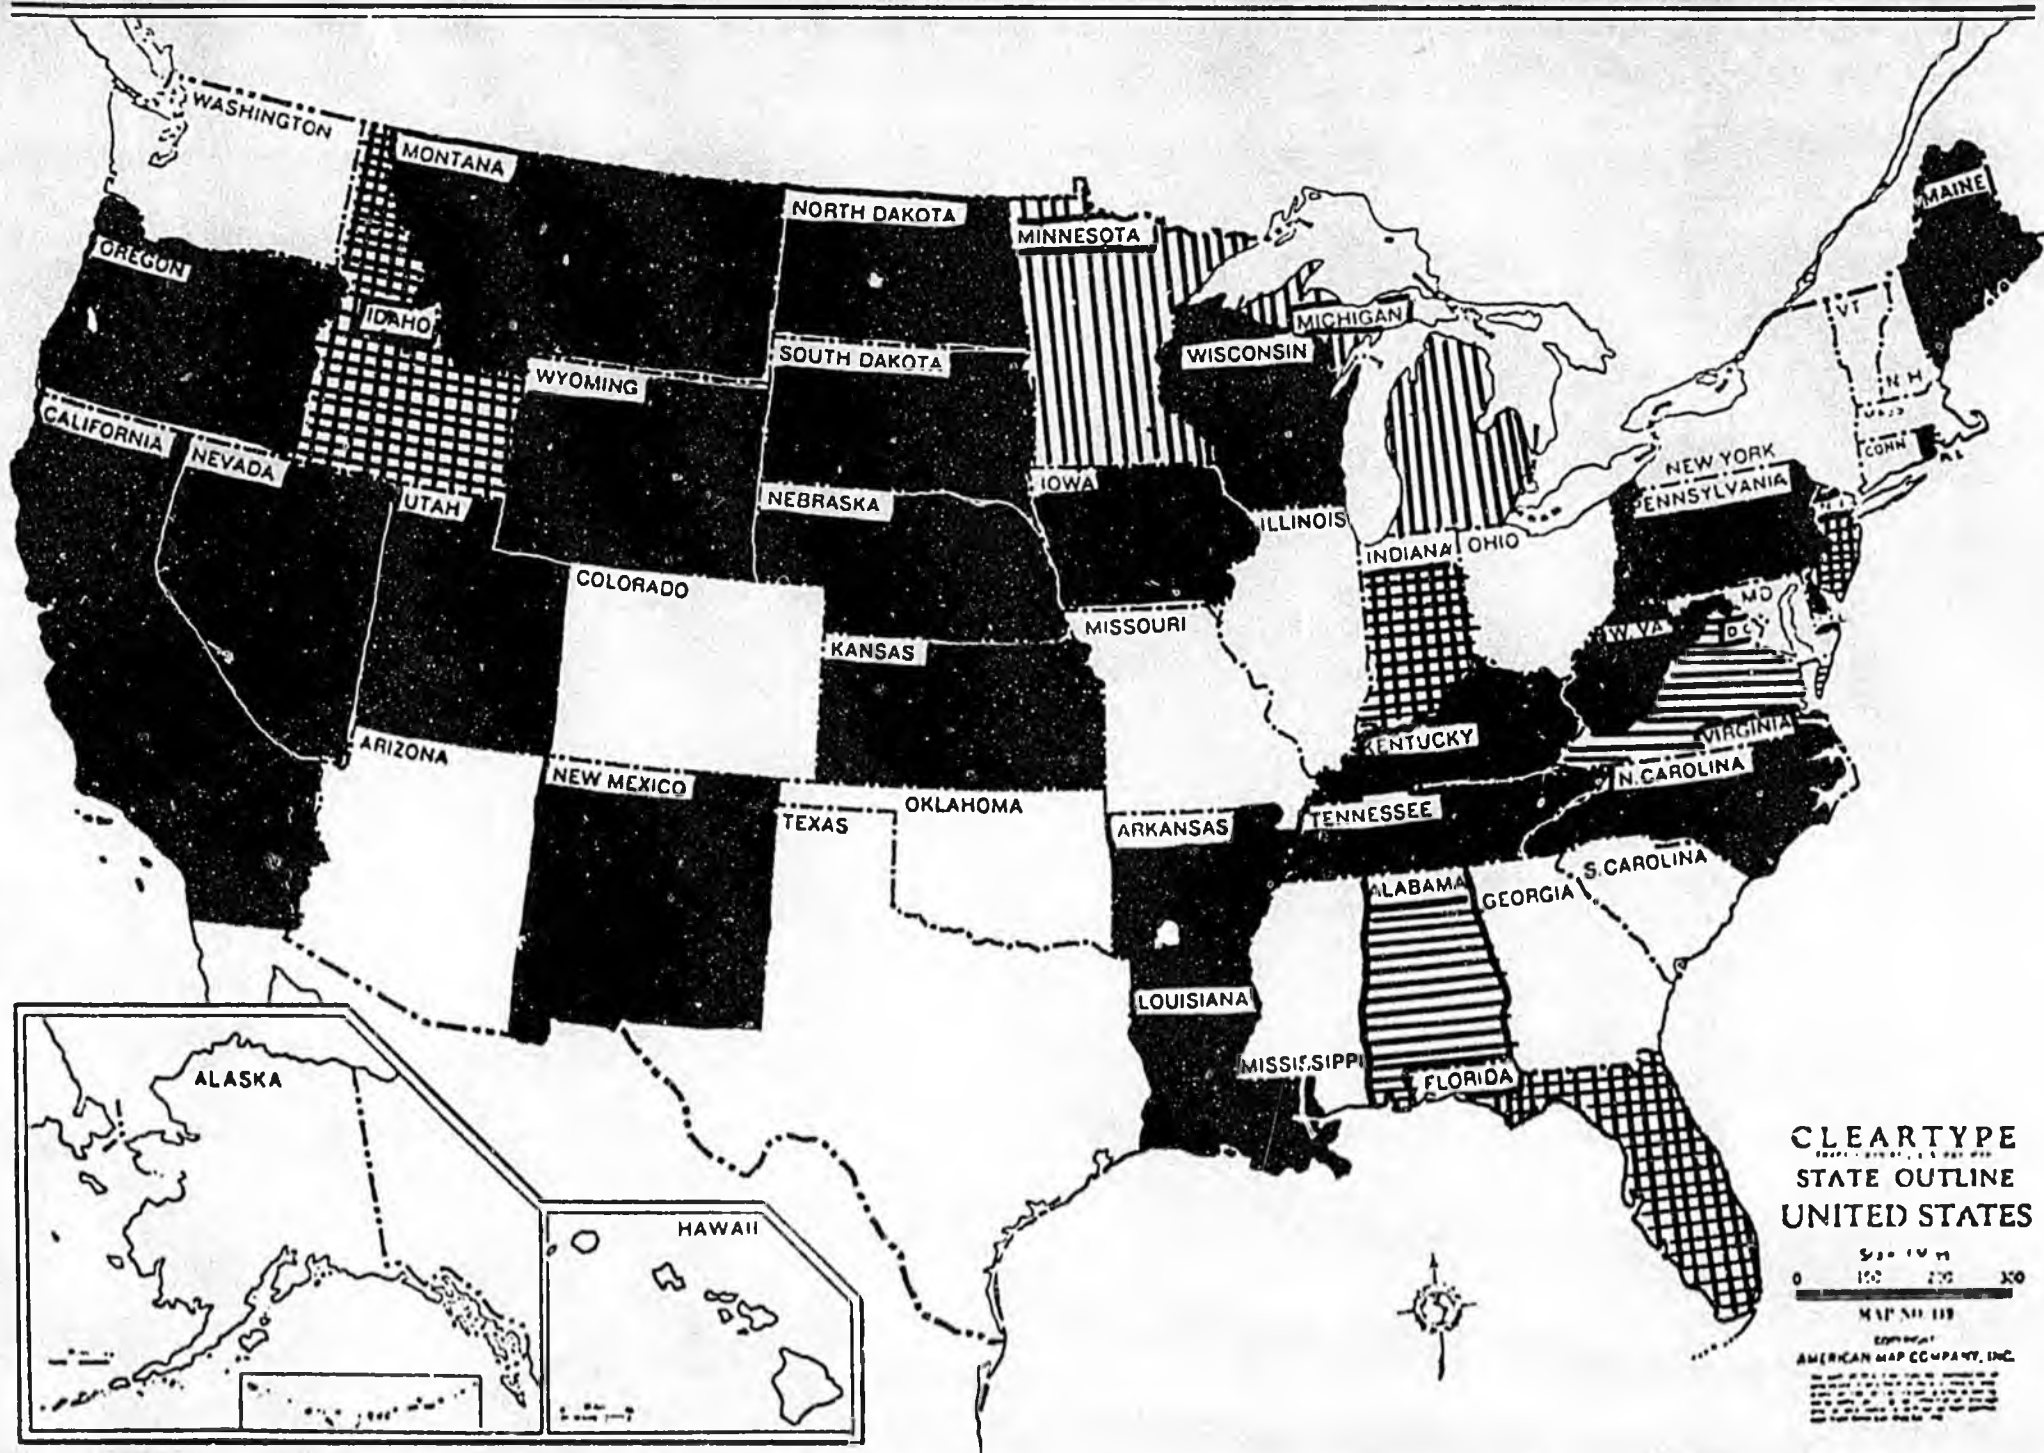 WASHINGTON
MONTANA
NORTH DAKOTA
MINNESOTA
MAINE
OREGON
IDAHO
MICHIGAN
VT
WISCONSIN
SOUTH DAKOTA
WYOMING
N.H
CALIFORNIA
NEVADA
CONN
R.I.
NEW YORK
PENNSYLVANIA
IOWA
NEBRASKA
UTAH
ILLINOIS
INDIANA
OHIO
COLORADO
MD
MISSOURI
W. VA
D C
KANSAS
VIRGINIA
KENTUCKY
ARIZONA
N. CAROLINA
NEW MEXICO
OKLAHOMA
TEXAS
ARKANSAS
TENNESSEE
S. CAROLINA
ALABAMA
GEORGIA
LOUISIANA
MISSISSIPPI
FLORIDA
ALASKA
HAWAII
CLEARTYPE
STATE OUTLINE
UNITED STATES
0 100 200 300
COPYRIGHT
AMERICAN MAP COMPANY, INC.